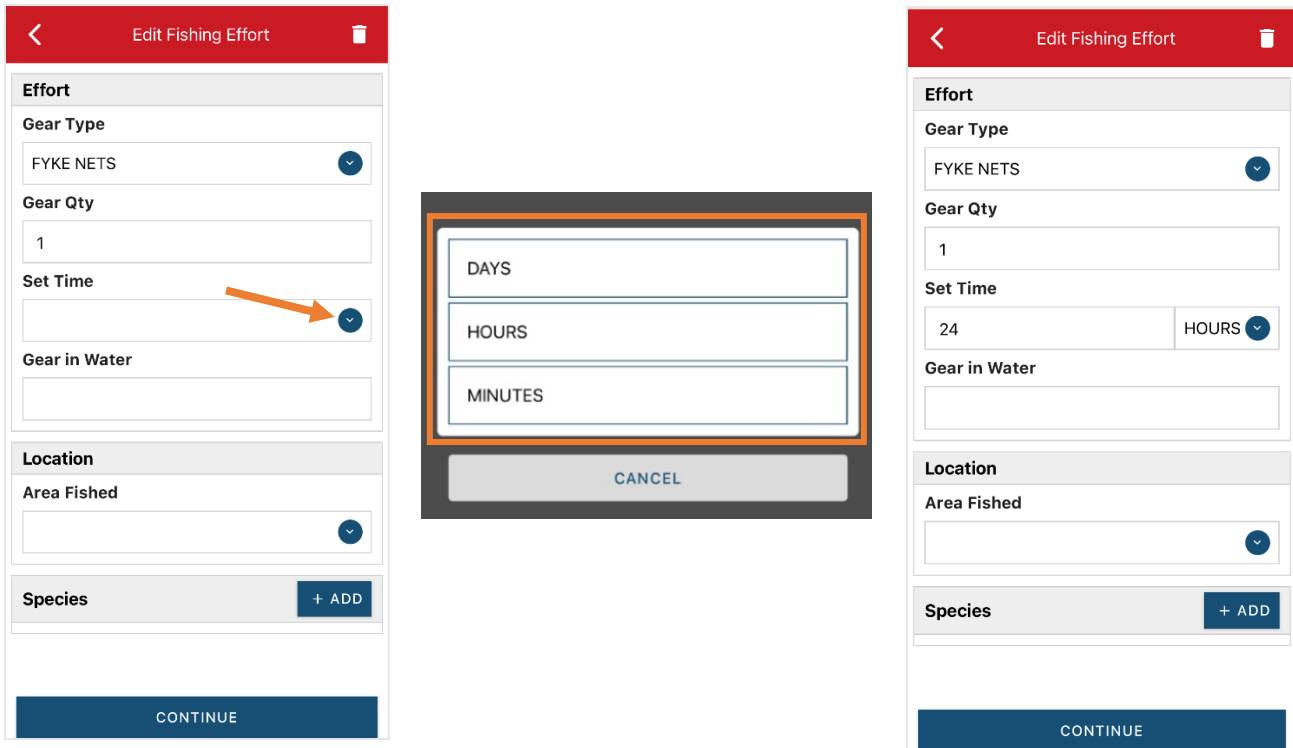 Edit Fishing Effort
Effort
Gear Type
FYKE NETS
Gear Qty
1
Set Time
Gear in Water
Location
Area Fished
Species
+ ADD
CONTINUE
DAYS
HOURS
MINUTES
CANCEL
Edit Fishing Effort
Effort
Gear Type
FYKE NETS
Gear Qty
1
Set Time
24 HOURS
Gear in Water
Location
Area Fished
Species
+ ADD
CONTINUE